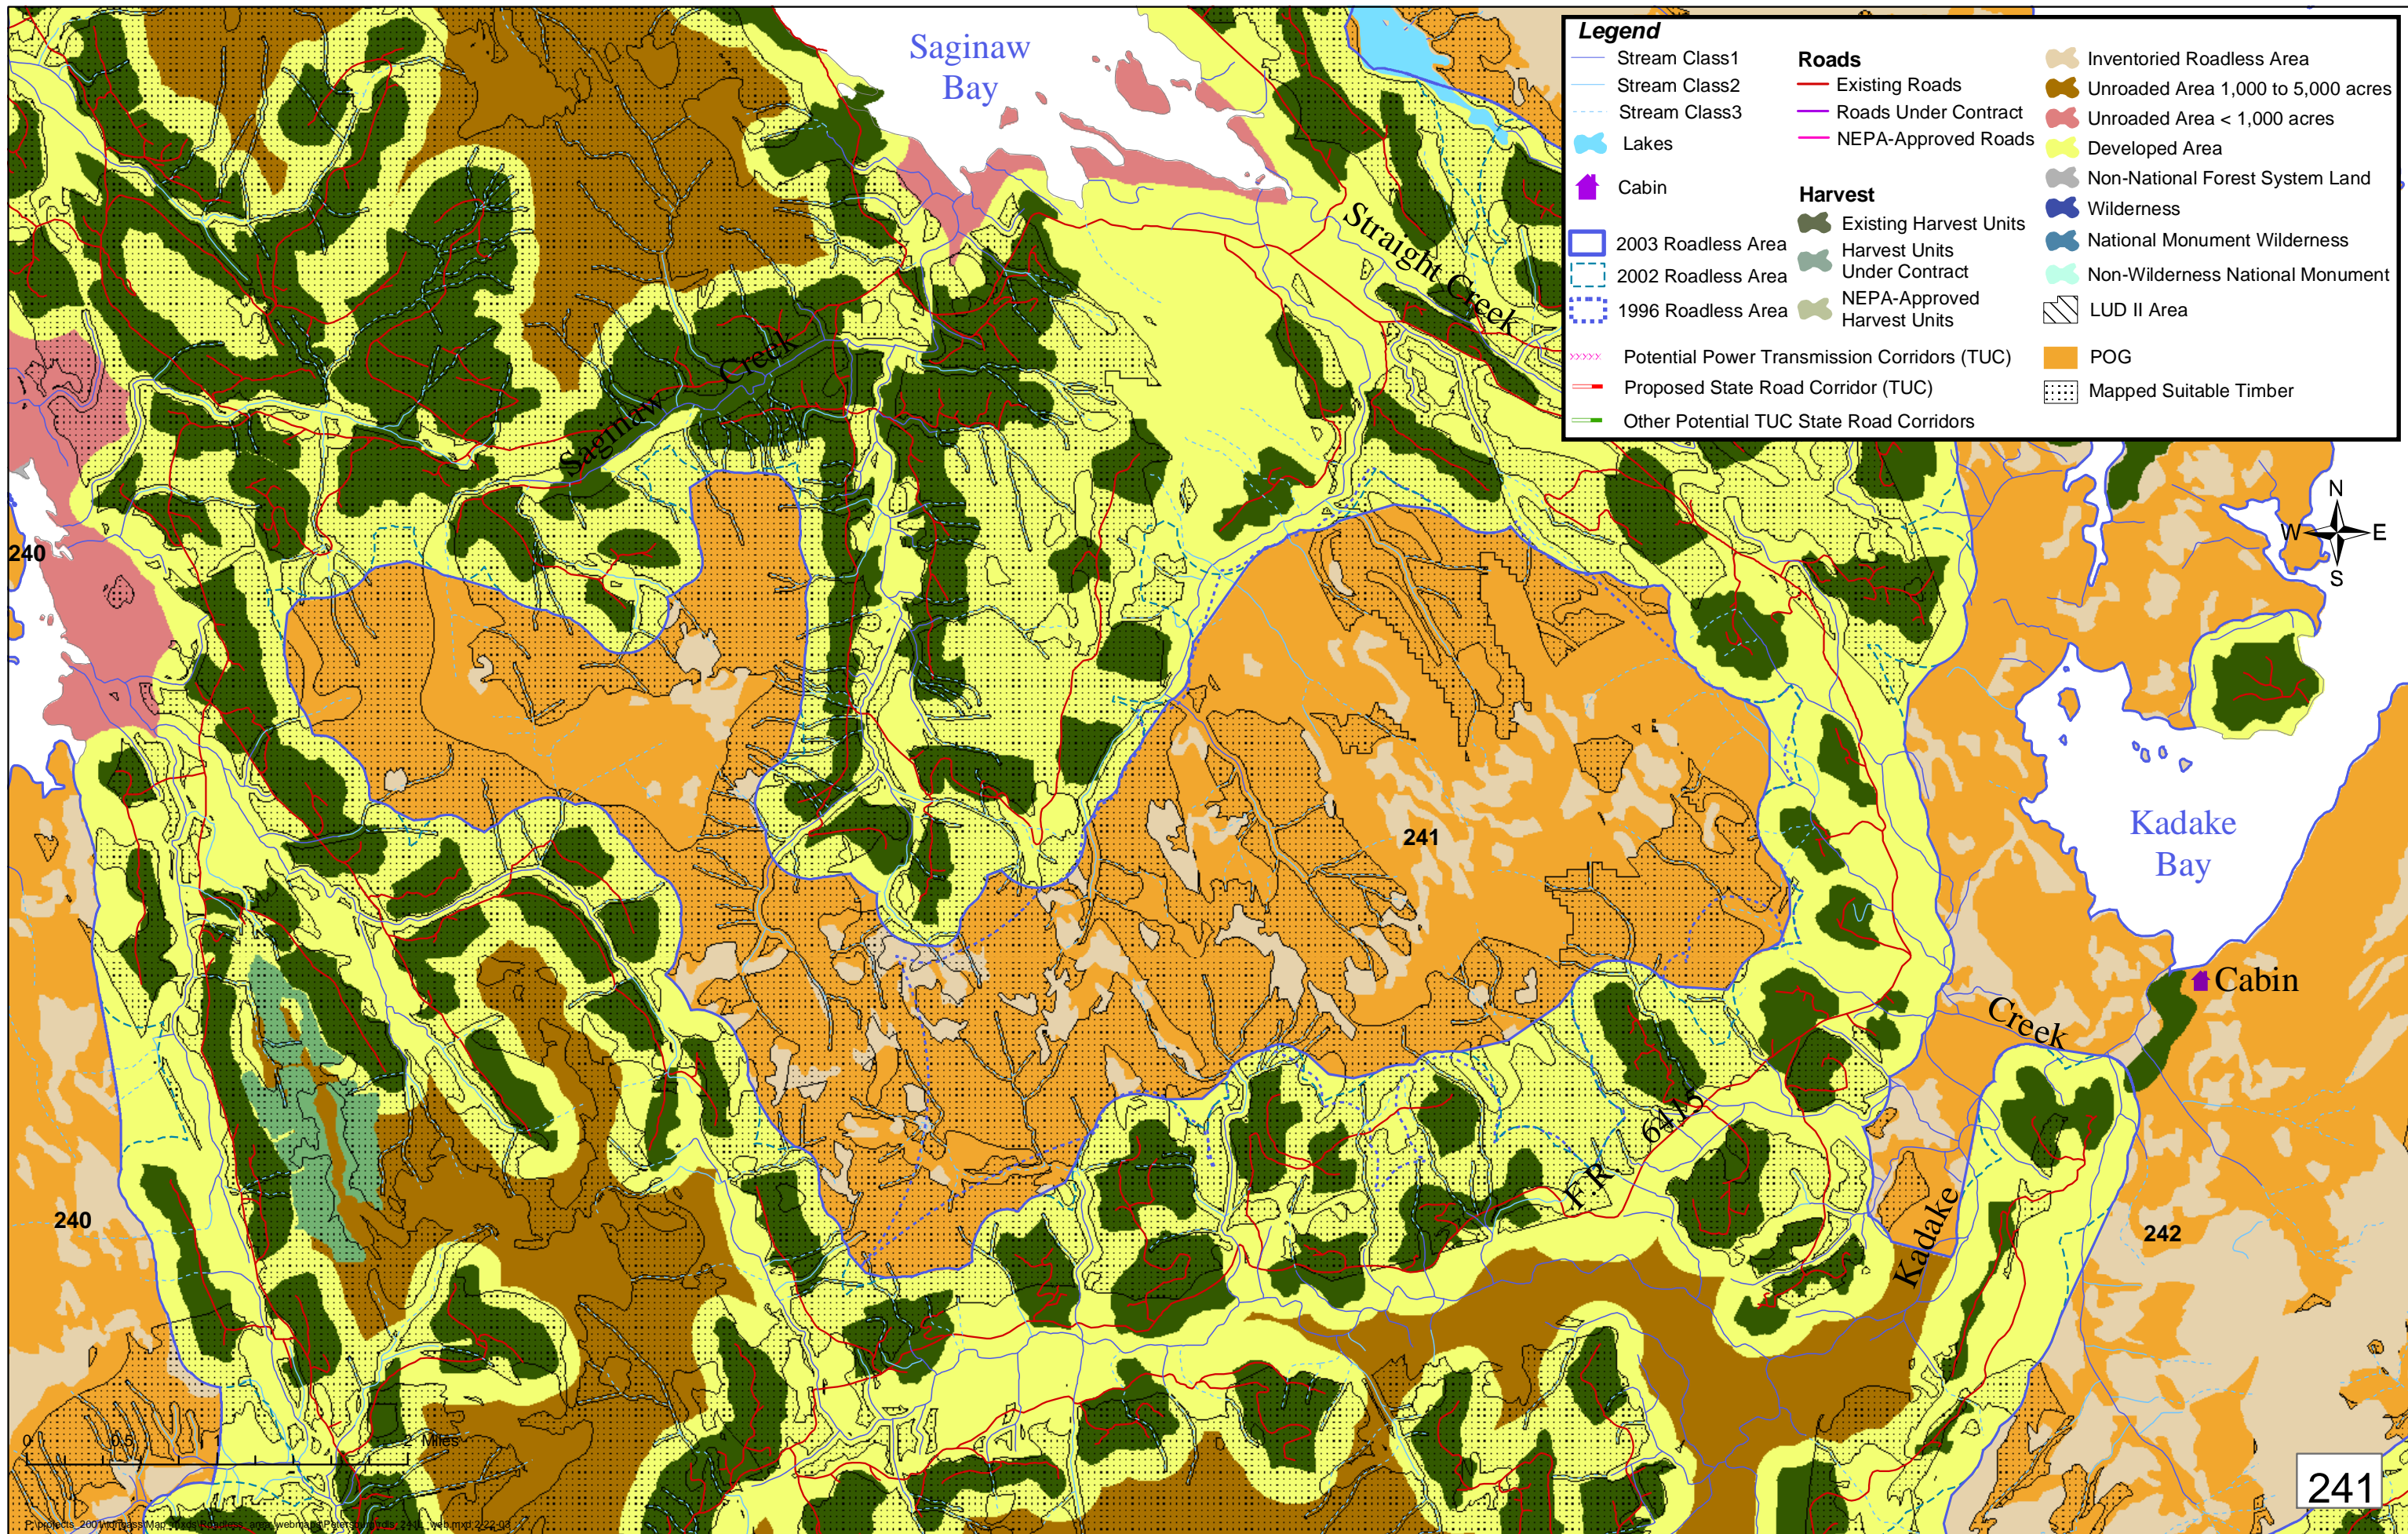 Saginaw
Bay
Straight Creek
Saginaw Creek
240
241
Kadake
Bay
Cabin
Creek
Kadake
F.R. 6415
240
242
Legend
Stream Class1
Stream Class2
Stream Class3
Lakes
Cabin
2003 Roadless Area
2002 Roadless Area
1996 Roadless Area
Potential Power Transmission Corridors (TUC)
Proposed State Road Corridor (TUC)
Other Potential TUC State Road Corridors
Roads
Existing Roads
Roads Under Contract
NEPA-Approved Roads
Harvest
Existing Harvest Units
Harvest Units
Under Contract
NEPA-Approved
Harvest Units
Inventoried Roadless Area
Unroaded Area 1,000 to 5,000 acres
Unroaded Area < 1,000 acres
Developed Area
Non-National Forest System Land
Wilderness
National Monument Wilderness
Non-Wilderness National Monument
LUD II Area
POG
Mapped Suitable Timber
N
W E
S
0 0.5 1 2 Miles
241